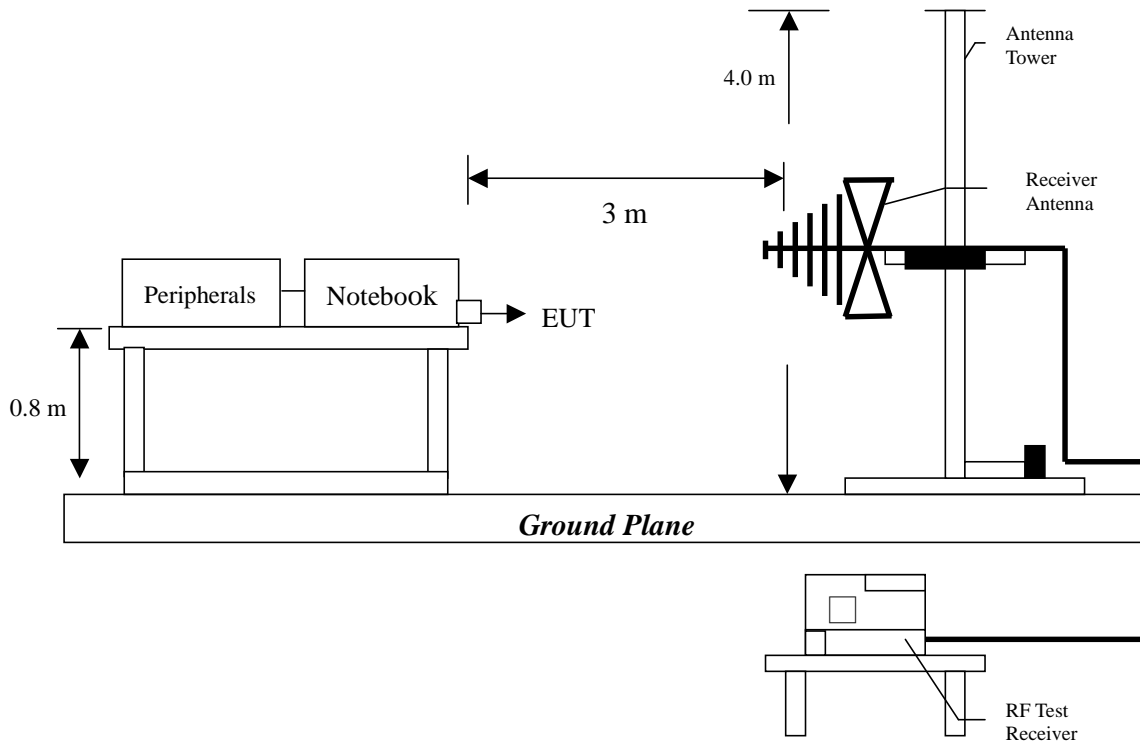 Antenna
Tower
4.0 m
Receiver
Antenna
3 m
Peripherals
Notebook
EUT
0.8 m
Ground Plane
RF Test
Receiver